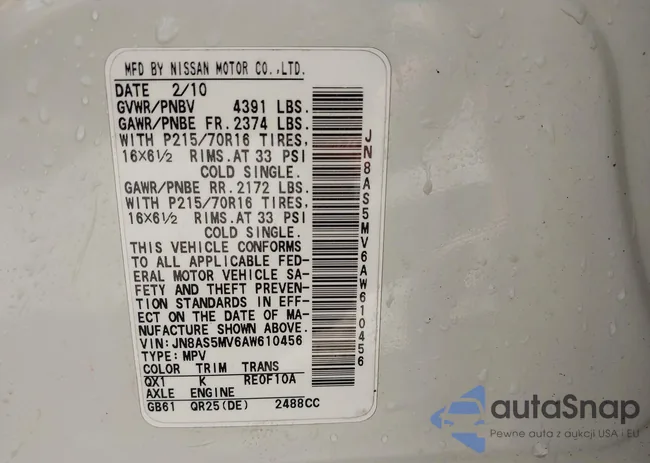 MFD BY NISSAN MOTOR CO.,LTD.
DATE 2/10
GVWR/PNBV 4391 LBS.
GAWR/PNBE FR. 2374 LBS.
WITH P215/70R16 TIRES,
16×6½ RIMS.AT 33 PSI
COLD SINGLE.
GAWR/PNBE RR. 2172 LBS.
WITH P215/70R16 TIRES,
16×6½ RIMS.AT 33 PSI
COLD SINGLE.
THIS VEHICLE CONFORMS
TO ALL APPLICABLE FED-
ERAL MOTOR VEHICLE SA-
FETY AND THEFT PREVEN-
TION STANDARDS IN EFF-
ECT ON THE DATE OF MA-
NUFACTURE SHOWN ABOVE.
VIN:JN8AS5MV6AW610456
TYPE:MPV
COLOR TRIM TRANS
QX1 K RE0F10A
AXLE ENGINE
GB61 QR25(DE) 2488CC
JN8AS5MV6AW610456
autaSnap
Pewne auta z aukcji USA i EU